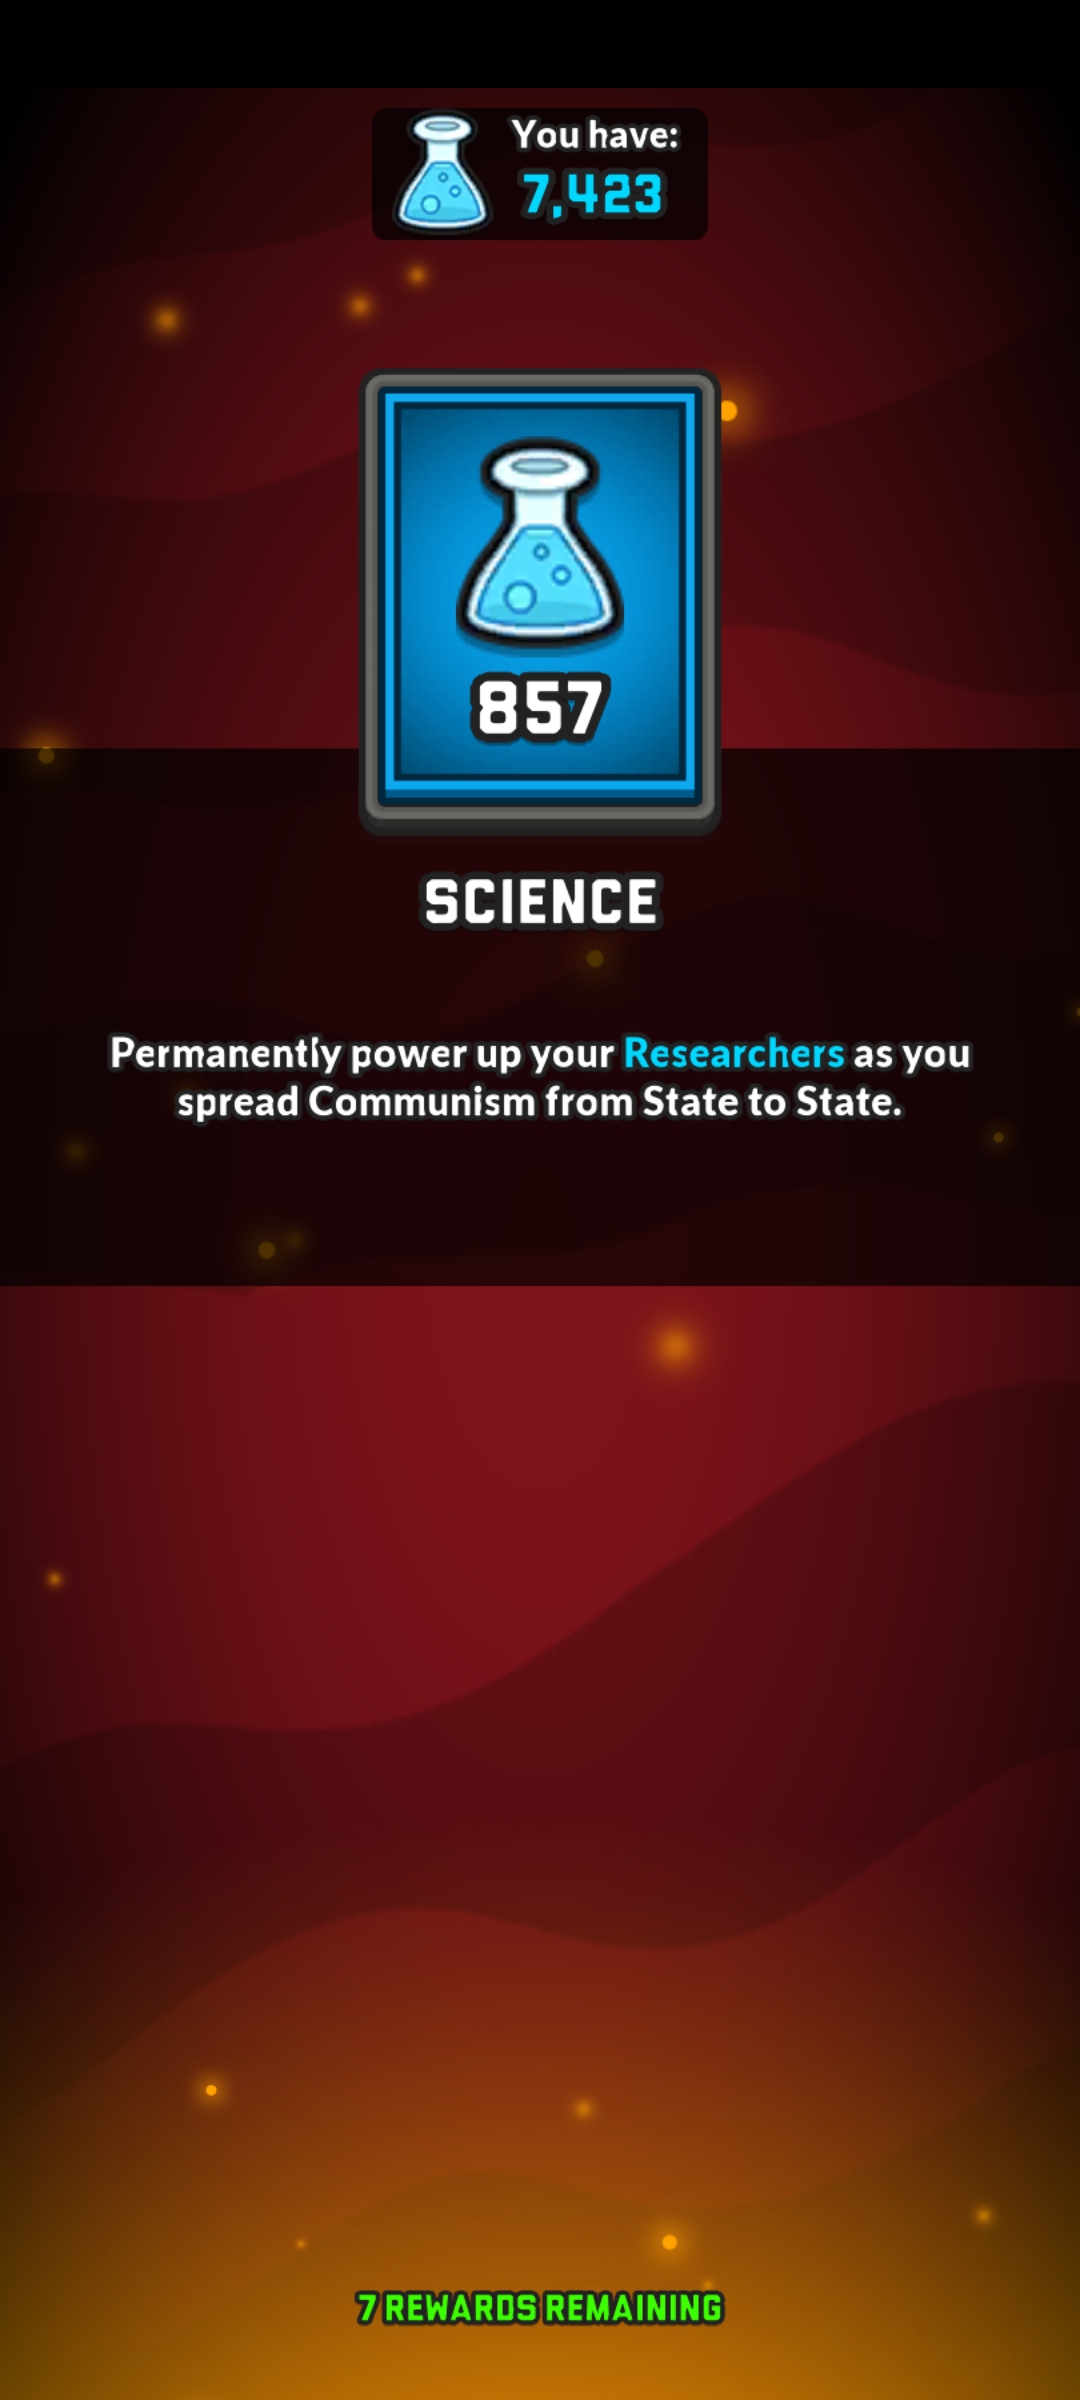 You have:
7,423
857
SCIENCE
Permanently power up your Researchers as you
spread Communism from State to State.
7 REWARDS REMAINING